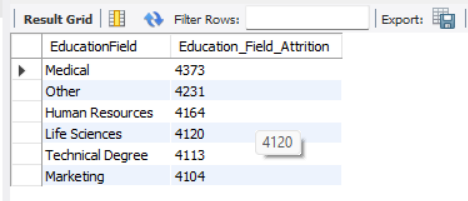 Result Grid Filter Rows: Export:
EducationField Education_Field_Attrition
Medical 4373
Other 4231
Human Resources 4164
Life Sciences 4120
4120
Technical Degree 4113
Marketing 4104